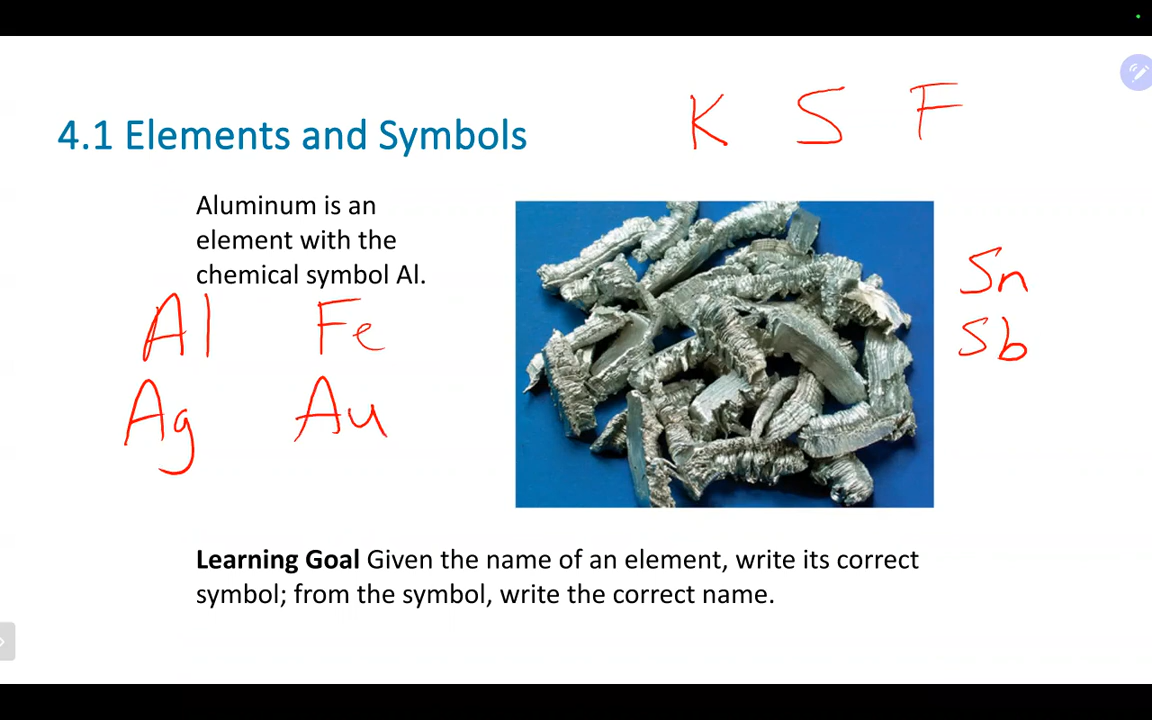 K S F
4.1 Elements and Symbols
Aluminum is an
element with the
chemical symbol Al.
Al Fe
Ag Au
Sn
Sb
Learning Goal Given the name of an element, write its correct
symbol; from the symbol, write the correct name.